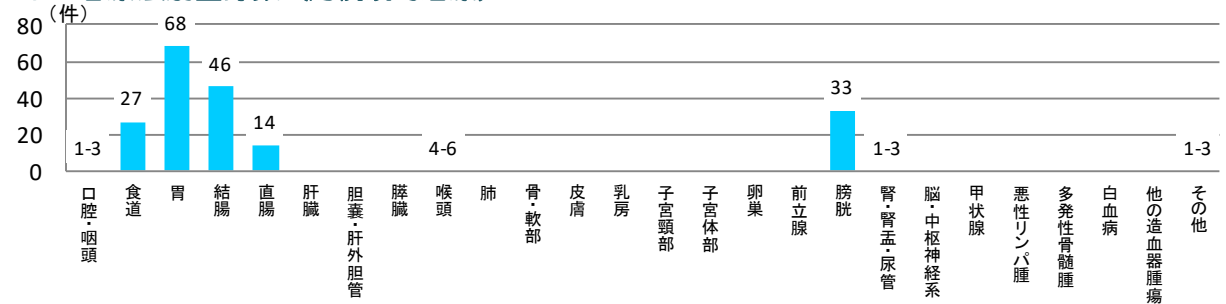 (件)
80
60
40
20
0
1-3
27
68
46
14
4-6
33
1-3
1-3
口腔・咽頭
食道
胃
結腸
直腸
肝臓
胆嚢・肝外胆管
膵臓
喉頭
肺
骨・軟部
皮膚
乳房
子宮頸部
子宮体部
卵巣
前立腺
膀胱
腎・腎盂・尿管
脳・中枢神経系
甲状腺
悪性リンパ腫
多発性骨髄腫
白血病
他の造血器腫瘍
その他